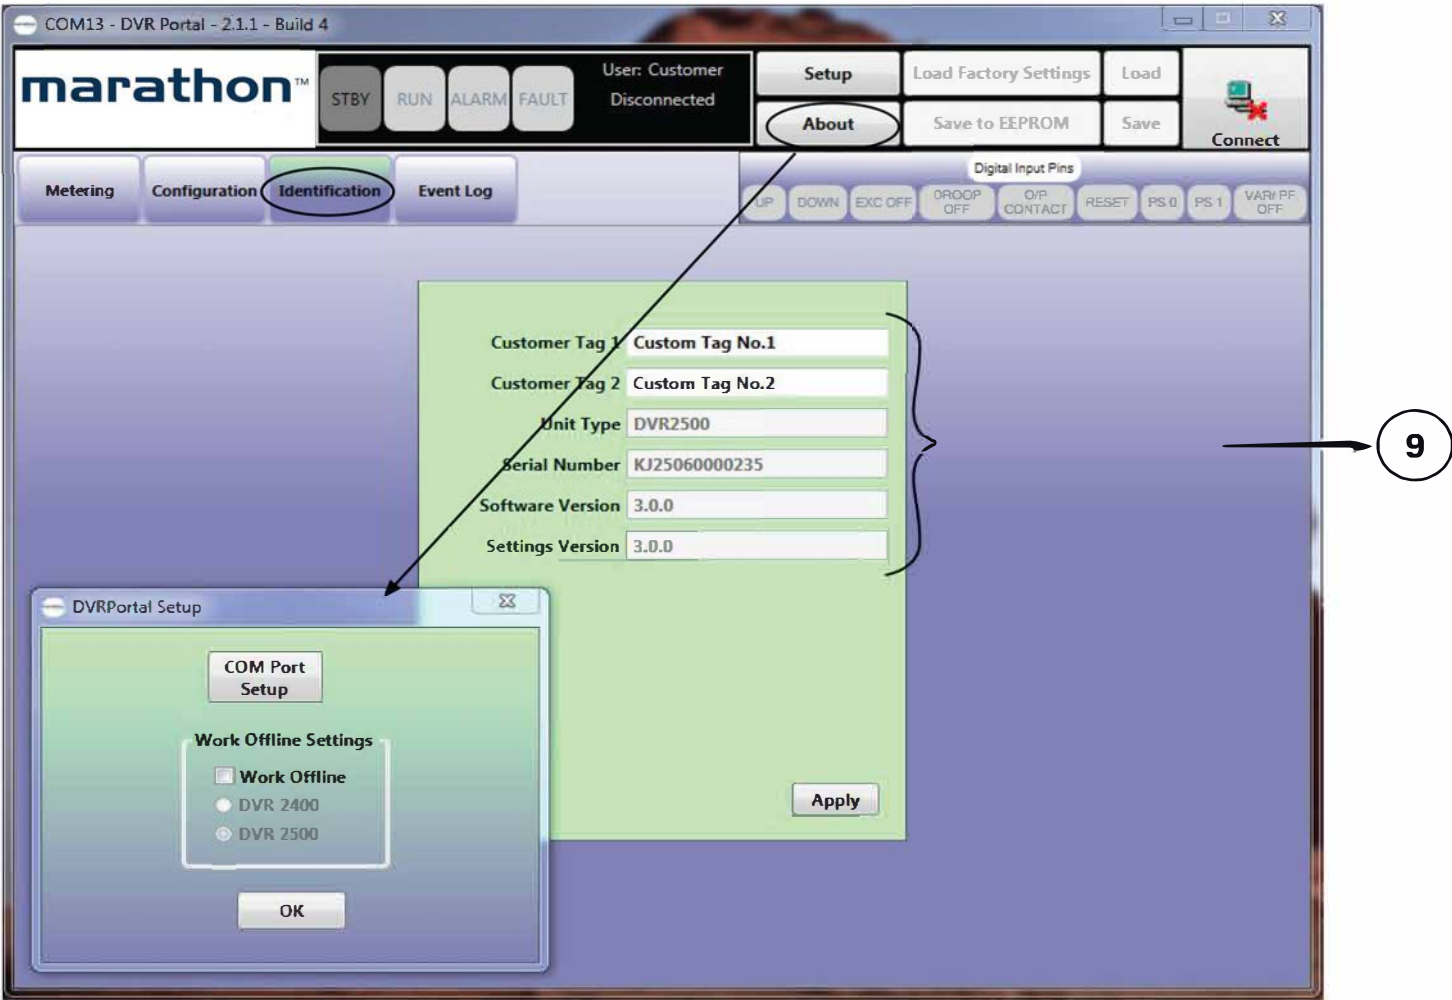 COM13 - DVR Portal - 2.1.1 - Build 4
marathon™
STBY RUN ALARM FAULT
User: Customer
Disconnected
Setup
About
Load Factory Settings
Load
Save to EEPROM
Save
Connect
Metering
Configuration
Identification
Event Log
Digital Input Pins
UP
DOWN
EXC OFF
DROOP
OFF
O/P
CONTACT
RESET
PS 0
PS 1
VAR/ PF
OFF
Customer Tag 1 Custom Tag No.1
Customer Tag 2 Custom Tag No.2
Unit Type DVR2500
Serial Number KJ25060000235
Software Version 3.0.0
Settings Version 3.0.0
9
DVRPortal Setup
COM Port
Setup
Work Offline Settings
Work Offline
DVR 2400
DVR 2500
OK
Apply